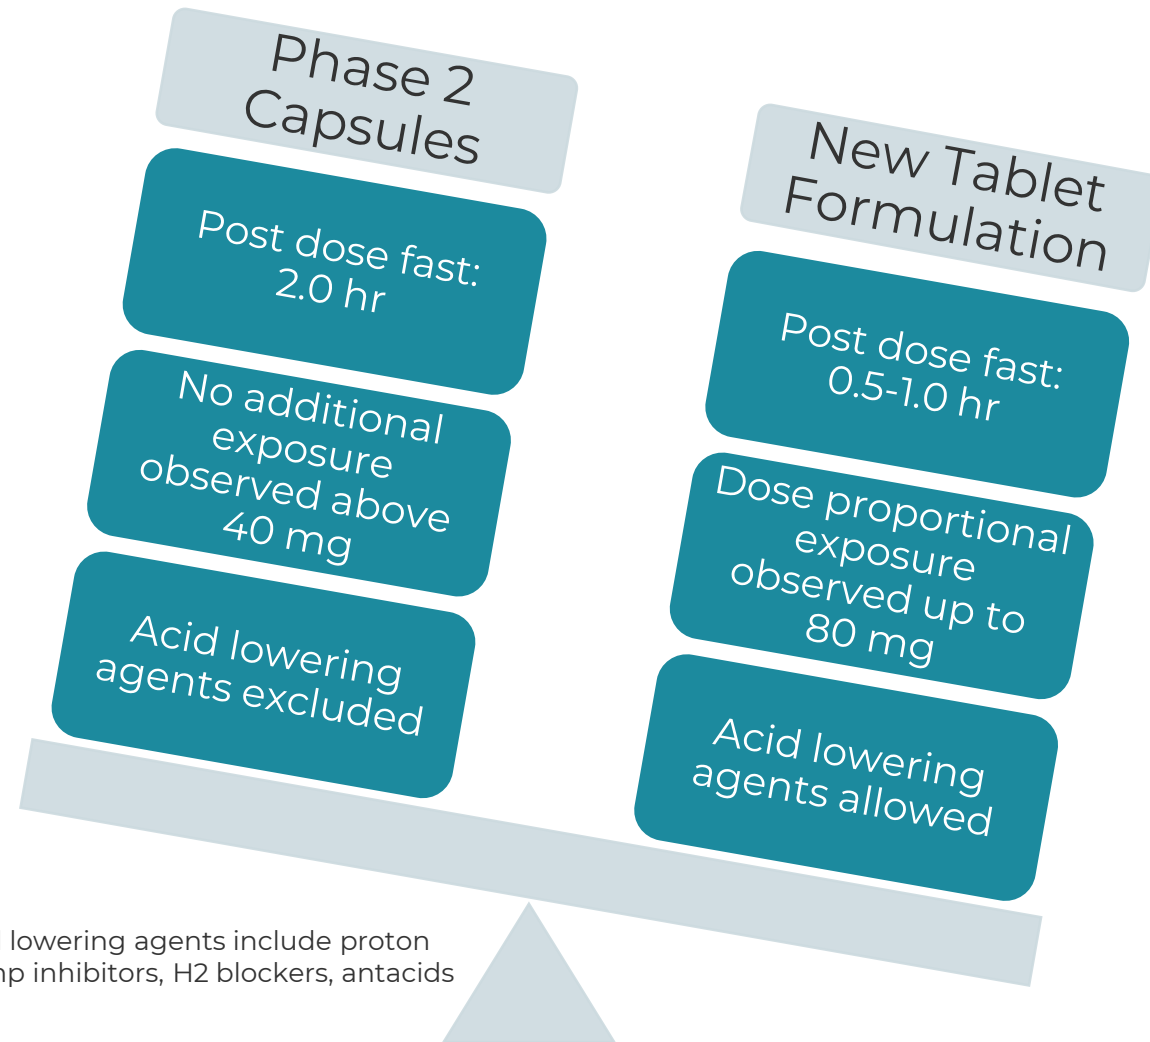 Phase 2
Capsules
Post dose fast:
2.0 hr
No additional
exposure
observed above
40 mg
Acid lowering
agents excluded
New Tablet
Formulation
Post dose fast:
0.5-1.0 hr
Dose proportional
exposure
observed up to
80 mg
Acid lowering
agents allowed
lowering agents include proton
inhibitors, H2 blockers, antacids